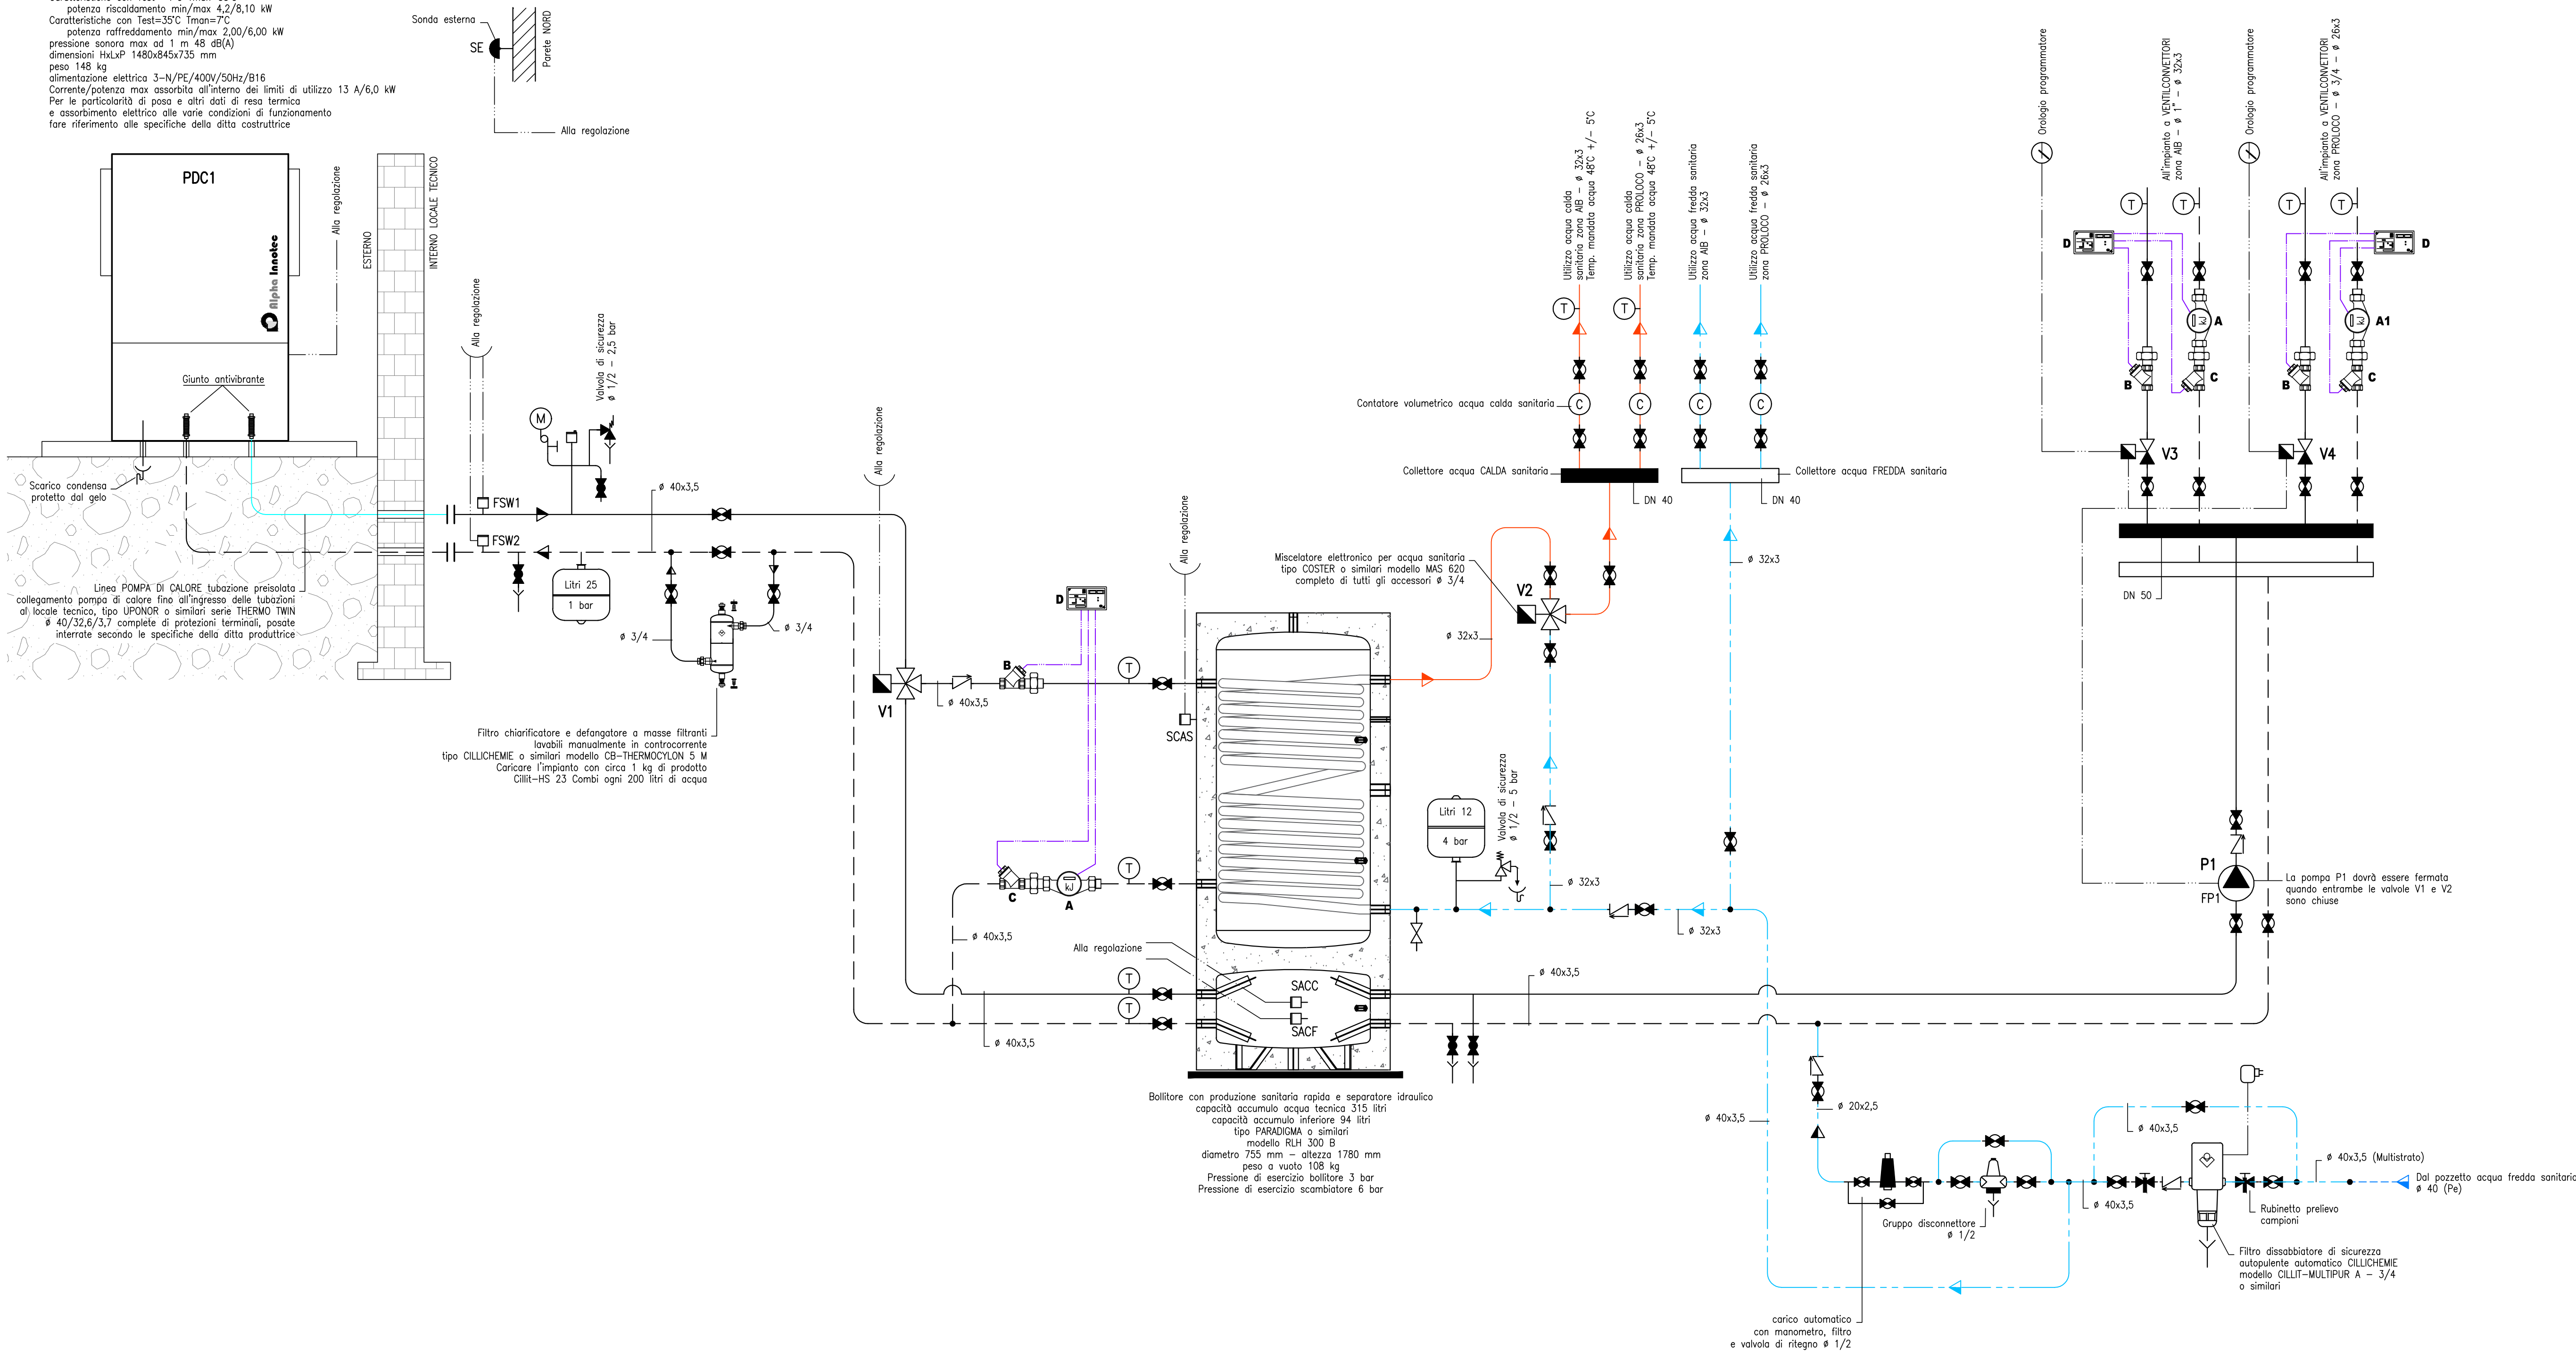 potenza riscaldamento min/max 4,2/8,10 kW
Caratteristiche con Test=35°C Tman=7°C
potenza raffreddamento min/max 2,00/6,00 kW
pressione sonora max ad 1 m 48 dB(A)
dimensioni HxLxP 1480x845x735 mm
peso 148 kg
alimentazione elettrica 3-N/PE/400V/50Hz/B16
Corrente/potenza max assorbita all'interno dei limiti di utilizzo 13 A/6,0 kW
Per le particolarità di posa e altri dati di resa termica
e assorbimento elettrico alle varie condizioni di funzionamento
fare riferimento alle specifiche della ditta costruttrice
Sonda esterna
SE
Parete NORD
Alla regolazione
PDC1
Alpha Innotec
Alla regolazione
ESTERNO
INTERNO LOCALE TECNICO
Giunto antivibrante
Scarico condensa
protetto dal gelo
Linea POMPA DI CALORE tubazione preisolata
collegamento pompa di calore fino all'ingresso delle tubazioni
al locale tecnico, tipo UPONOR o similari serie THERMO TWIN
ø 40/32,6/3,7 complete di protezioni terminali, posate
interrate secondo le specifiche della ditta produttrice
Alla regolazione
FSW1
FSW2
M
Valvola di sicurezza
ø 1/2 - 2,5 bar
ø 40x3,5
Litri 25
1 bar
ø 3/4
ø 3/4
Filtro chiarificatore e defangatore a masse filtranti
lavabili manualmente in controcorrente
tipo CILLICHEMIE o similari modello CB-THERMOCYLON 5 M
Caricare l'impianto con circa 1 kg di prodotto
Cillit-HS 23 Combi ogni 200 litri di acqua
Alla regolazione
V1
ø 40x3,5
B
D
T
Alla regolazione
SCAS
C
A
kJ
T
ø 40x3,5
Alla regolazione
T
T
ø 40x3,5
SACC
SACF
Bollitore con produzione sanitaria rapida e separatore idraulico
capacità accumulo acqua tecnica 315 litri
capacità accumulo inferiore 94 litri
tipo PARADIGMA o similari
modello RLH 300 B
diametro 755 mm - altezza 1780 mm
peso a vuoto 108 kg
Pressione di esercizio bollitore 3 bar
Pressione di esercizio scambiatore 6 bar
Utilizzo acqua calda
sanitaria zona AIB - ø 32x3
Temp. mandata acqua 48°C +/- 5°C
Utilizzo acqua calda
sanitaria zona PROLOCO - ø 26x3
Temp. mandata acqua 48°C +/- 5°C
Utilizzo acqua fredda sanitaria
zona AIB - ø 32x3
Utilizzo acqua fredda sanitaria
zona PROLOCO - ø 26x3
T
T
Contatore volumetrico acqua calda sanitaria
C
C
C
C
Collettore acqua CALDA sanitaria
Collettore acqua FREDDA sanitaria
DN 40
DN 40
Miscelatore elettronico per acqua sanitaria
tipo COSTER o similari modello MAS 620
completo di tutti gli accessori ø 3/4
V2
ø 32x3
ø 32x3
Litri 12
4 bar
Valvola di sicurezza
ø 1/2 - 5 bar
ø 32x3
ø 32x3
ø 40x3,5
Orologio programmatore
All'impianto a VENTILCONVETTORI
zona AIB - ø 1" - ø 32x3
Orologio programmatore
All'impianto a VENTILCONVETTORI
zona PROLOCO - ø 3/4 - ø 26x3
T
T
T
T
D
D
kJ
A
kJ
A1
B
C
B
C
V3
V4
DN 50
P1
FP1
La pompa P1 dovrà essere fermata
quando entrambe le valvole V1 e V2
sono chiuse
ø 40x3,5
ø 20x2,5
ø 40x3,5
ø 40x3,5 (Multistrato)
Dal pozzetto acqua fredda sanitaria
ø 40 (Pe)
ø 40x3,5
Rubinetto prelievo
campioni
Gruppo disconnettore
ø 1/2
Filtro dissabbiatore di sicurezza
autopulente automatico CILLICHEMIE
modello CILLIT-MULTIPUR A - 3/4
o similari
carico automatico
con manometro, filtro
e valvola di ritegno ø 1/2